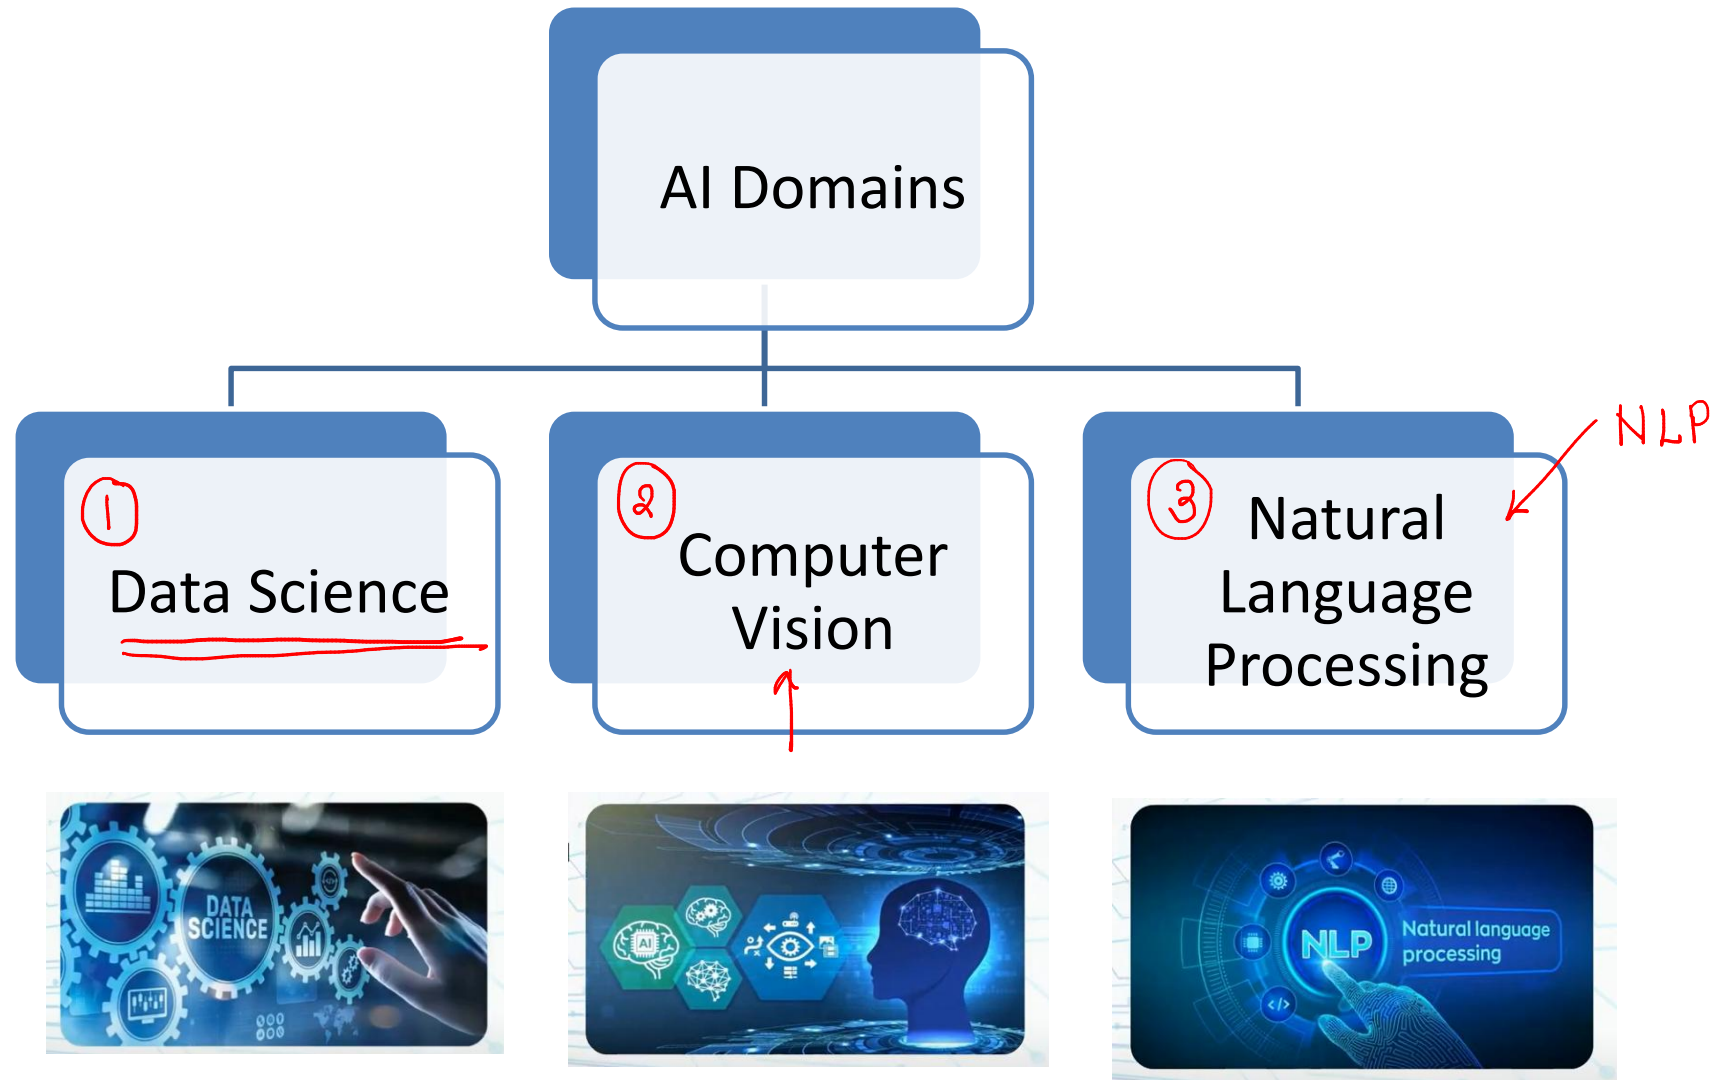 AI Domains
1
Data Science
2
Computer
Vision
3
Natural
Language
Processing
NLP
DATA
SCIENCE
AI
NLP
Natural language
processing
</>